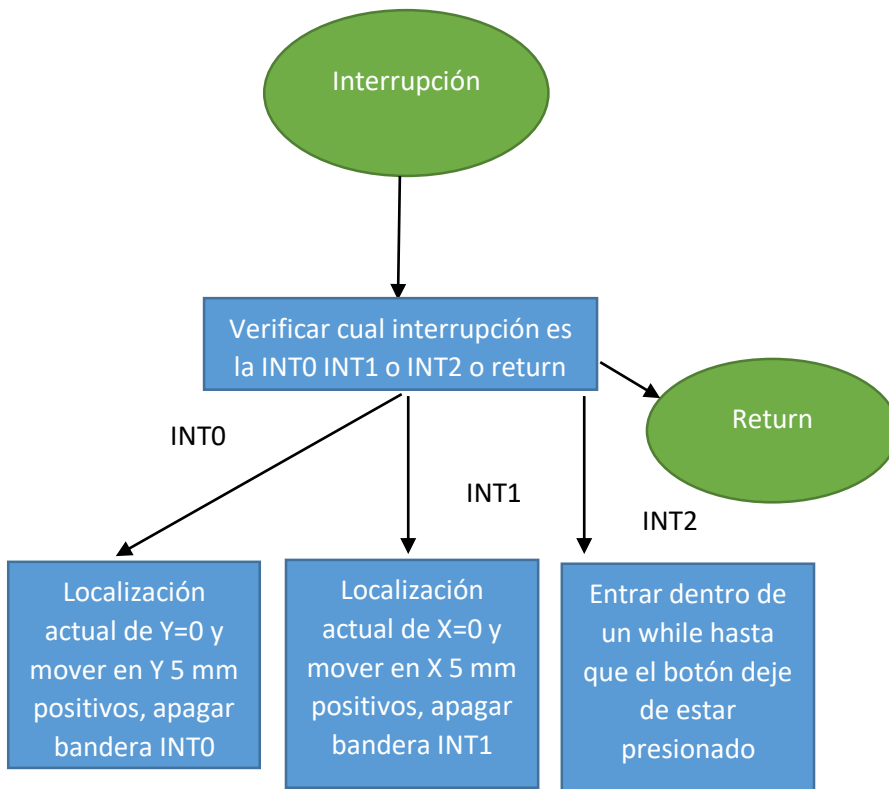 Interrupción
Verificar cual interrupción es
la INT0 INT1 o INT2 o return
Return
INT0
INT1
INT2
Localización
actual de Y=0 y
mover en Y 5 mm
positivos, apagar
bandera INT0
Localización
actual de X=0 y
mover en X 5 mm
positivos, apagar
bandera INT1
Entrar dentro de
un while hasta
que el botón deje
de estar
presionado